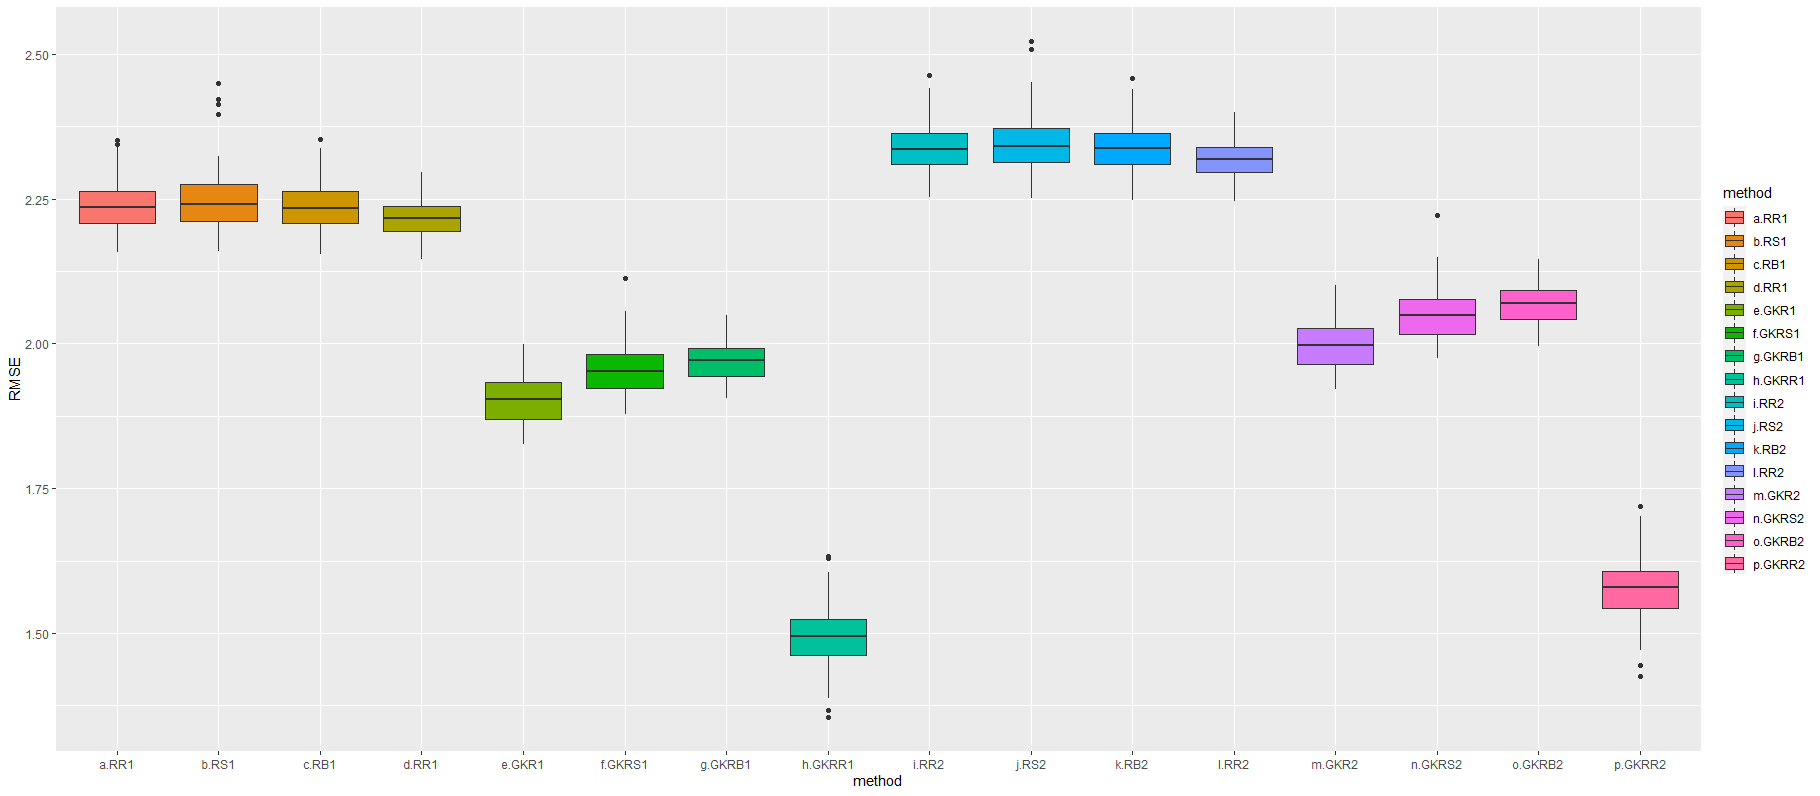 2.50
2.25
2.00
1.75
1.50
RMSE
a.RR1 b.RS1 c.RB1 d.RR1 e.GKR1 f.GKRS1 g.GKRB1 h.GKRR1 i.RR2 j.RS2 k.RB2 l.RR2 m.GKR2 n.GKRS2 o.GKRB2 p.GKRR2
method
method
a.RR1
b.RS1
c.RB1
d.RR1
e.GKR1
f.GKRS1
g.GKRB1
h.GKRR1
i.RR2
j.RS2
k.RB2
l.RR2
m.GKR2
n.GKRS2
o.GKRB2
p.GKRR2